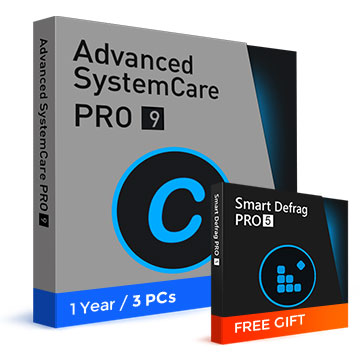 Advanced
SystemCare
PRO 9
Advanced SystemCare PRO 9
C
1 Year / 3 PCs
Smart Defrag
PRO 5
Smart Defrag PRO
FREE GIFT